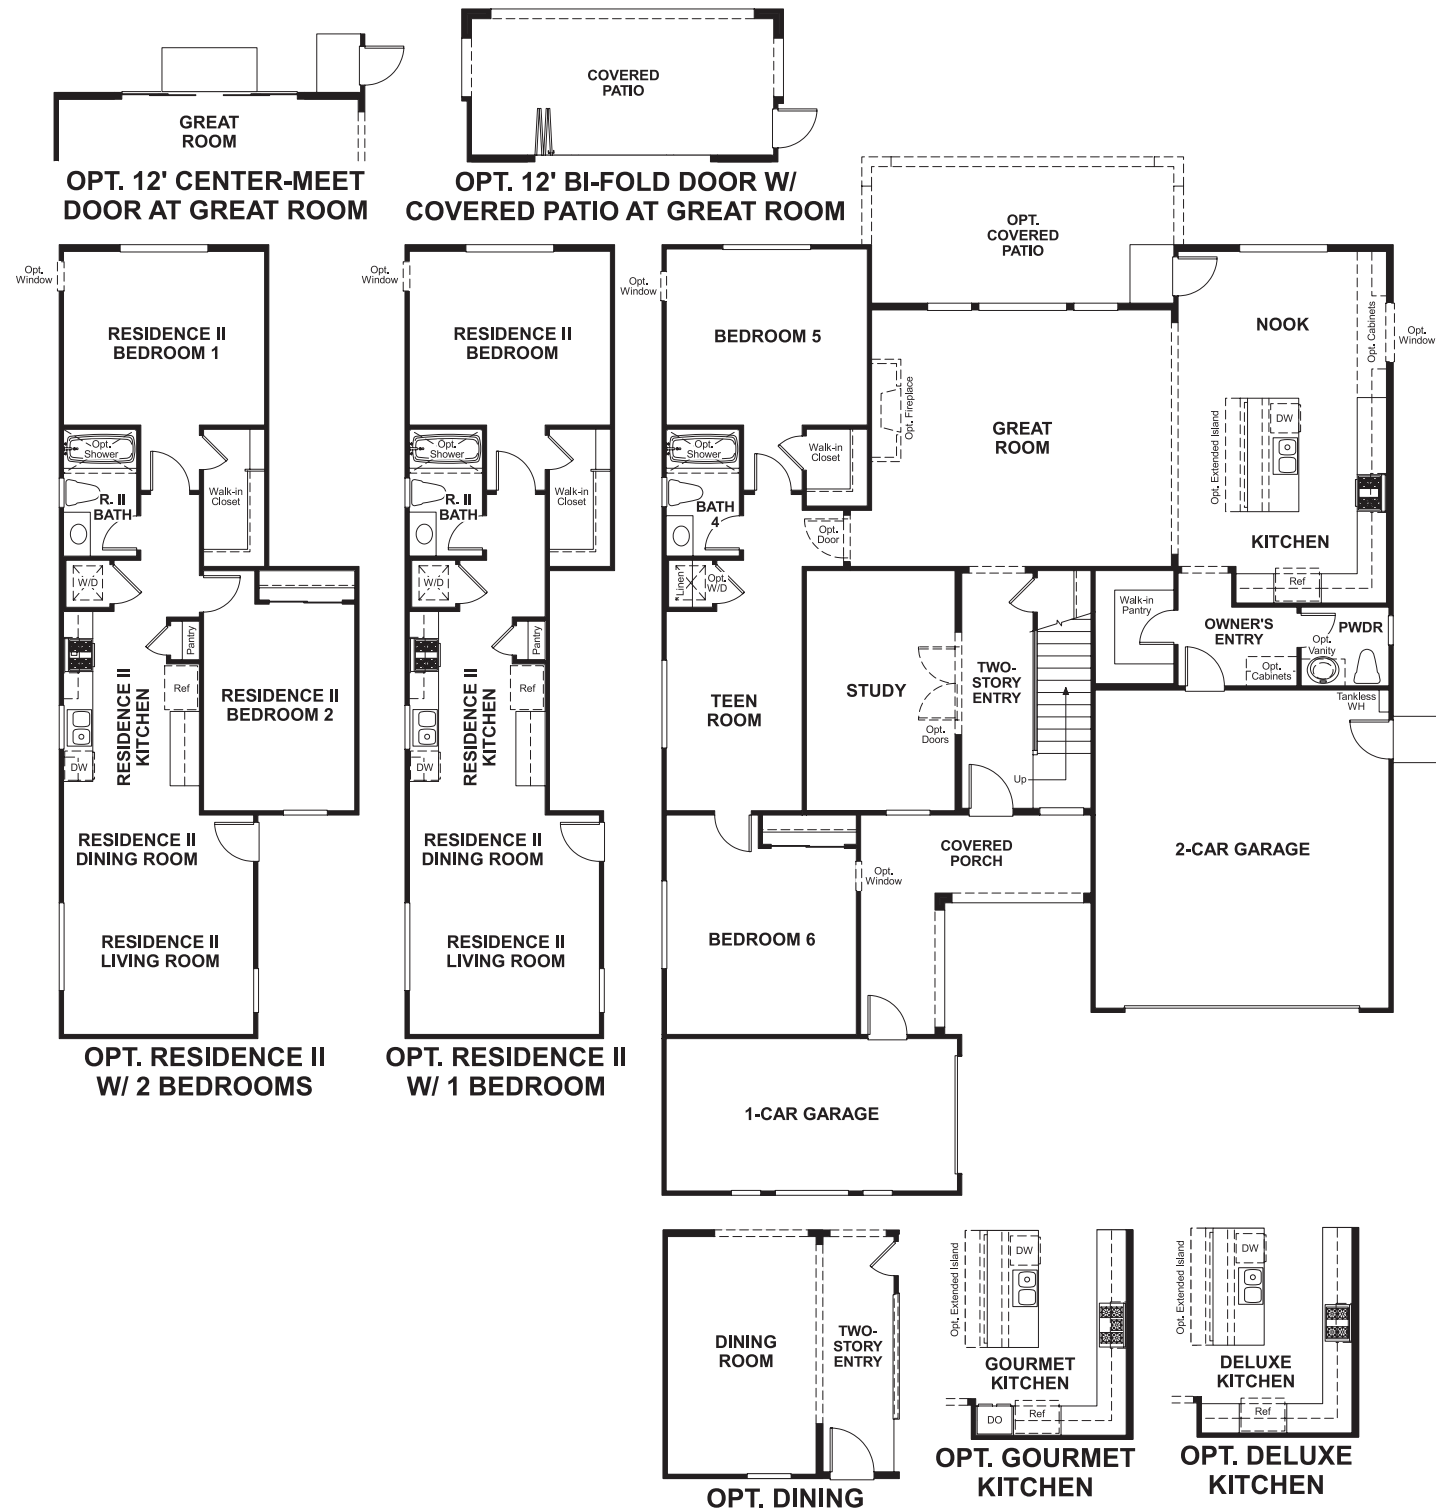 GREAT
ROOM
OPT. 12' CENTER-MEET
DOOR AT GREAT ROOM
COVERED
PATIO
OPT. 12' BI-FOLD DOOR W/
COVERED PATIO AT GREAT ROOM
Opt.
Window
RESIDENCE II
BEDROOM 1
Opt.
Shower
R. II
BATH
Walk-in
Closet
W/D
Pantry
Ref
RESIDENCE II
KITCHEN
DW
RESIDENCE II
BEDROOM 2
RESIDENCE II
DINING ROOM
RESIDENCE II
LIVING ROOM
OPT. RESIDENCE II
W/ 2 BEDROOMS
Opt.
Window
RESIDENCE II
BEDROOM
Opt.
Shower
R. II
BATH
Walk-in
Closet
W/D
Pantry
Ref
RESIDENCE II
KITCHEN
DW
RESIDENCE II
DINING ROOM
RESIDENCE II
LIVING ROOM
OPT. RESIDENCE II
W/ 1 BEDROOM
OPT.
COVERED
PATIO
Opt.
Window
BEDROOM 5
Opt. Fireplace
GREAT
ROOM
NOOK
Opt. Cabinets
Opt.
Window
Opt. Extended Island
DW
KITCHEN
Ref
Opt.
Shower
BATH
4
Walk-in
Closet
Opt.
Door
Linen
Opt.
W/D
TEEN
ROOM
STUDY
Opt.
Doors
TWO-
STORY
ENTRY
Up
Walk-in
Pantry
OWNER'S
ENTRY
Opt.
Cabinets
Opt.
Vanity
PWDR
Tankless
WH
2-CAR GARAGE
COVERED
PORCH
Opt.
Window
BEDROOM 6
1-CAR GARAGE
DINING
ROOM
TWO-
STORY
ENTRY
OPT. DINING
Opt. Extended Island
DW
GOURMET
KITCHEN
DO
Ref
OPT. GOURMET
KITCHEN
Opt. Extended Island
DW
DELUXE
KITCHEN
Ref
OPT. DELUXE
KITCHEN